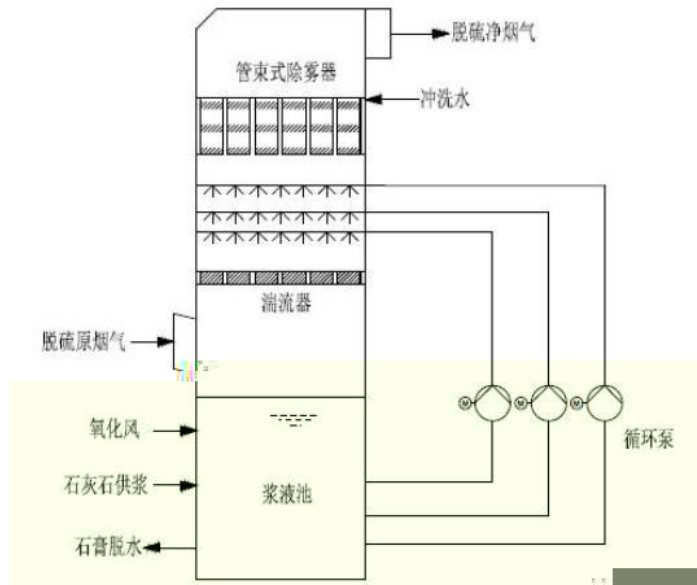 脱硫净烟气
管束式除雾器
冲洗水
湍流器
脱硫原烟气
M
M
M
氧化风
循环泵
石灰石供浆
浆液池
石膏脱水